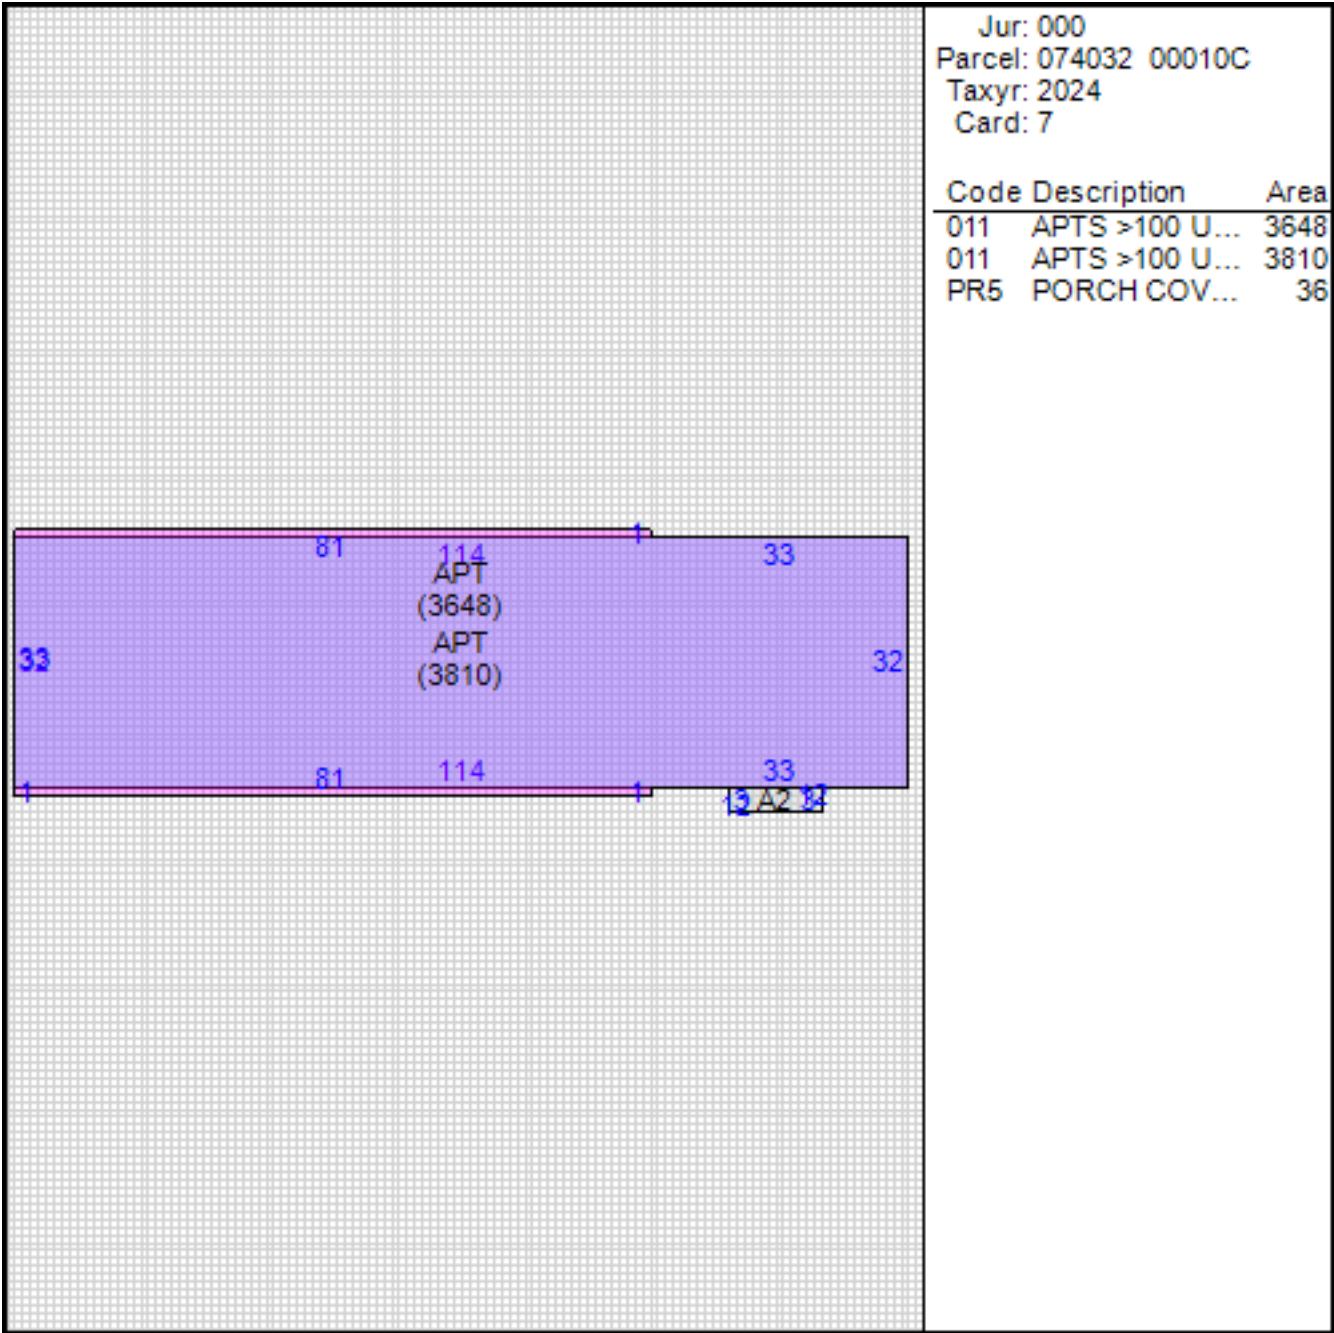 Jur: 000
Parcel: 074032 00010C
Taxyr: 2024
Card: 7
Code Description Area
011 APTS >100 U... 3648
011 APTS >100 U... 3810
PR5 PORCH COV... 36
1
81 114 33
APT
(3648)
APT
(3810)
32
81 114 33
1 1
A2